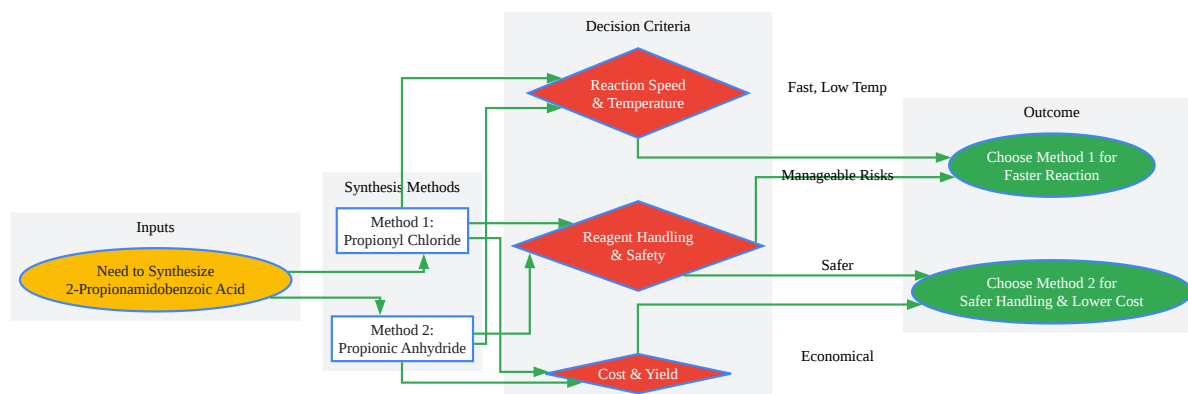 Inputs
Need to Synthesize
2-Propionamidobenzoic Acid
Synthesis Methods
Method 1:
Propionyl Chloride
Method 2:
Propionic Anhydride
Decision Criteria
Reaction Speed
& Temperature
Reagent Handling
& Safety
Cost & Yield
Fast, Low Temp
Manageable Risks
Safer
Economical
Outcome
Choose Method 1 for
Faster Reaction
Choose Method 2 for
Safer Handling & Lower Cost